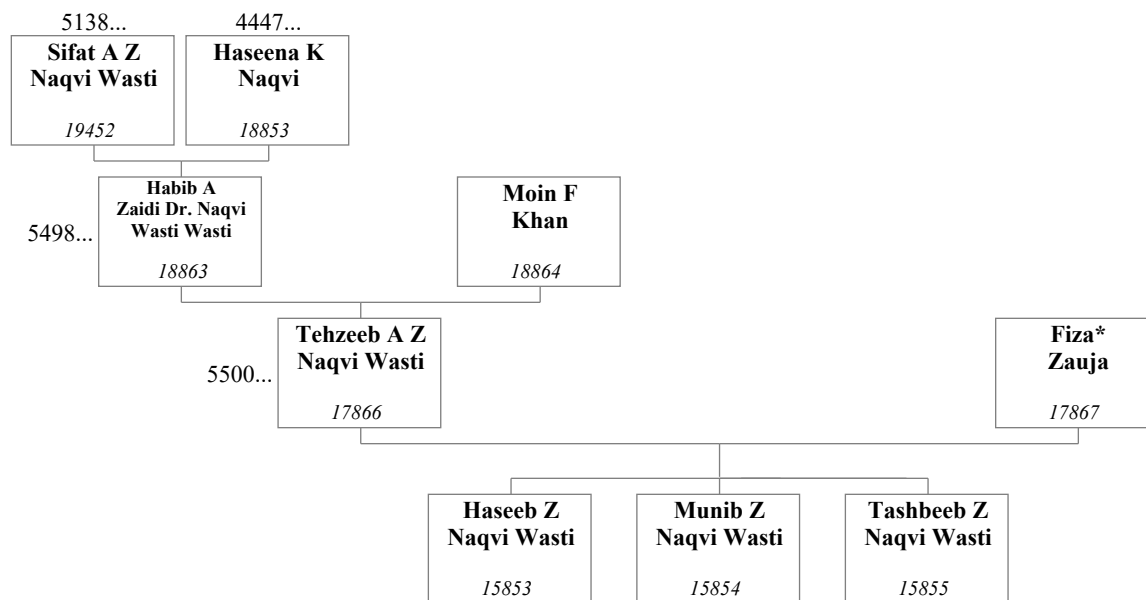 5138...
4447...
Sifat A Z
Naqvi Wasti
19452
Haseena K
Naqvi
18853
5498...
Habib A
Zaidi Dr. Naqvi
Wasti Wasti
18863
Moin F
Khan
18864
5500...
Tehzeeb A Z
Naqvi Wasti
17866
Fiza*
Zauja
17867
Haseeb Z
Naqvi Wasti
15853
Munib Z
Naqvi Wasti
15854
Tashbeeb Z
Naqvi Wasti
15855